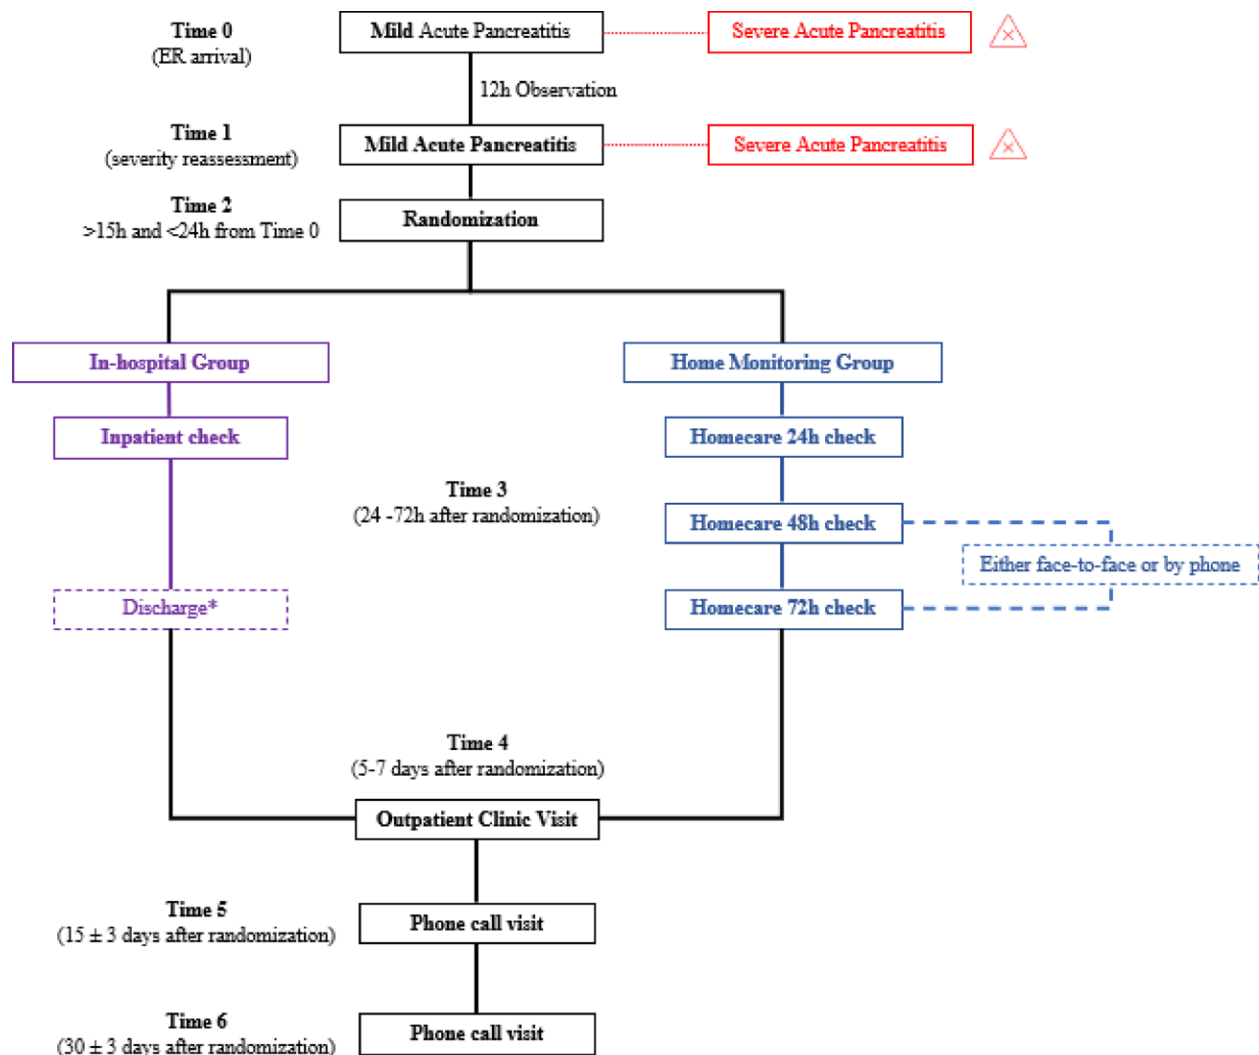 Time 0
(ER arrival)
Mild Acute Pancreatitis
Severe Acute Pancreatitis
12h Observation
Time 1
(severity reassessment)
Mild Acute Pancreatitis
Severe Acute Pancreatitis
Time 2
>15h and <24h from Time 0
Randomization
In-hospital Group
Home Monitoring Group
Inpatient check
Homecare 24h check
Time 3
(24 -72h after randomization)
Homecare 48h check
Either face-to-face or by phone
Discharge*
Homecare 72h check
Time 4
(5-7 days after randomization)
Outpatient Clinic Visit
Time 5
(15 ± 3 days after randomization)
Phone call visit
Time 6
(30 ± 3 days after randomization)
Phone call visit